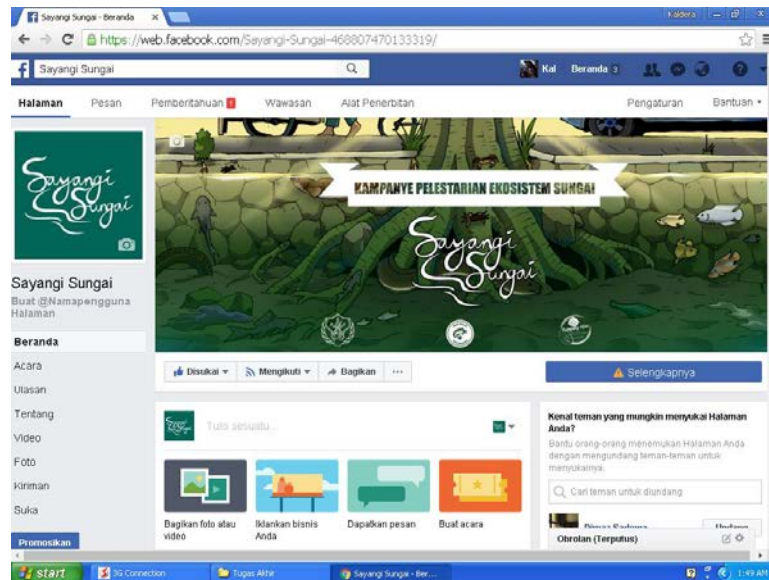 Sayangi Sungai - Beranda
Kaldera
https://web.facebook.com/Sayangi-Sungai-468807470133319/
Sayangi Sungai
Kal
Beranda 3
Halaman
Pesan
Pemberitahuan
Wawasan
Alat Penerbitan
Pengaturan
Bantuan
Sayangi
Sungai
KAMPANYE PELESTARIAN EKOSISTEM SUNGAI
Sayangi
Sungai
Sayangi Sungai
Buat @Namapengguna
Halaman
Beranda
Acara
Ulasan
Tentang
Video
Foto
Kiriman
Suka
Promosikan
Disukai
Mengikuti
Bagikan
Selengkapnya
Tulis sesuatu...
Bagikan foto atau
video
Iklankan bisnis
Anda
Dapatkan pesan
Buat acara
Kenal teman yang mungkin menyukai Halaman
Anda?
Bantu orang-orang menemukan Halaman Anda
dengan mengundang teman-teman untuk
menyukainya.
Cari teman untuk diundang
Obrolan (Terputus)
start
3G Connection
Tugas Akhir
Sayangi Sungai - Ber...
1:49 AM